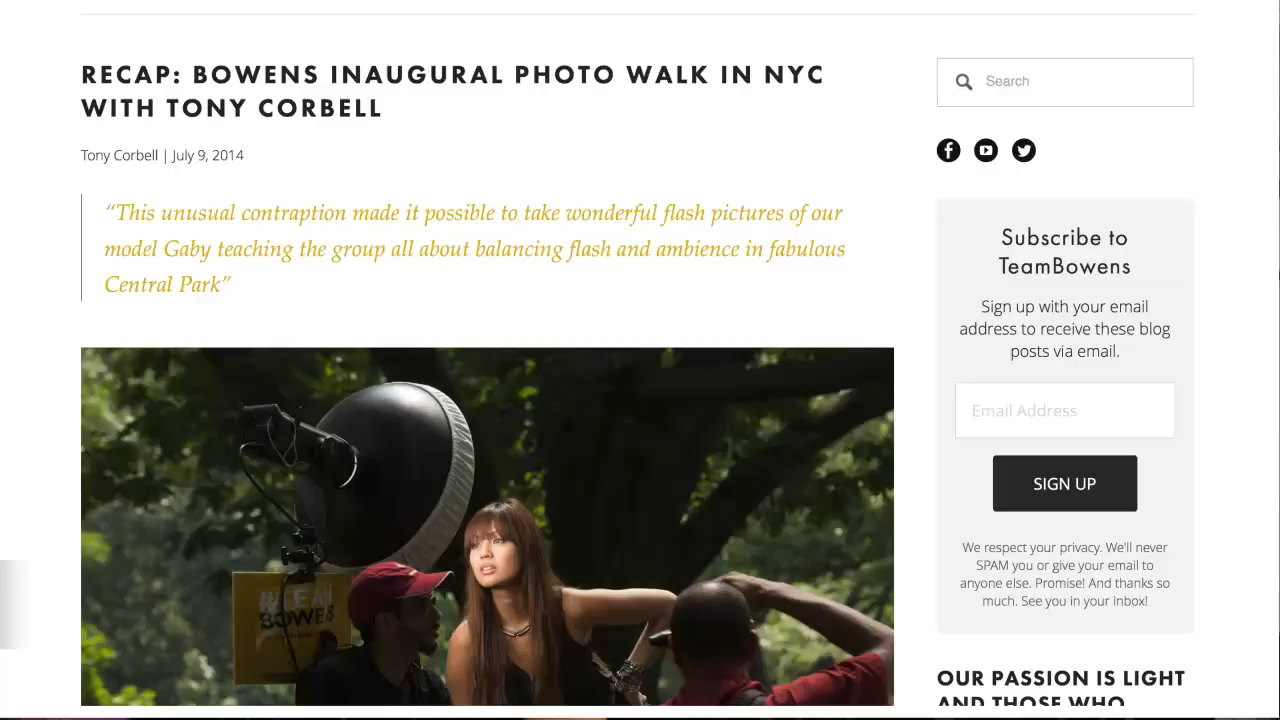 RECAP: BOWENS INAUGURAL PHOTO WALK IN NYC
WITH TONY CORBELL
Tony Corbell | July 9, 2014
“This unusual contraption made it possible to take wonderful flash pictures of our
model Gaby teaching the group all about balancing flash and ambience in fabulous
Central Park”
Search
Subscribe to
TeamBowens
Sign up with your email
address to receive these blog
posts via email.
Email Address
SIGN UP
We respect your privacy. We'll never
SPAM you or give your email to
anyone else. Promise! And thanks so
much. See you in your inbox!
OUR PASSION IS LIGHT
AND THOSE WHO
BOWENS